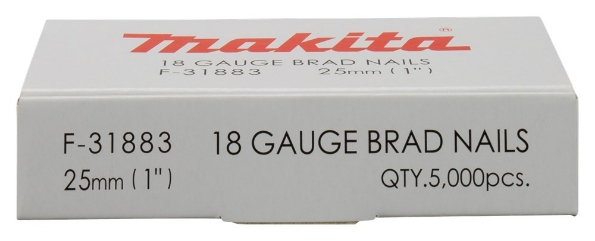 Makita®
18 GAUGE BRAD NAILS
F-31883 25mm (1")
F-31883 18 GAUGE BRAD NAILS
25mm (1") QTY.5,000pcs.